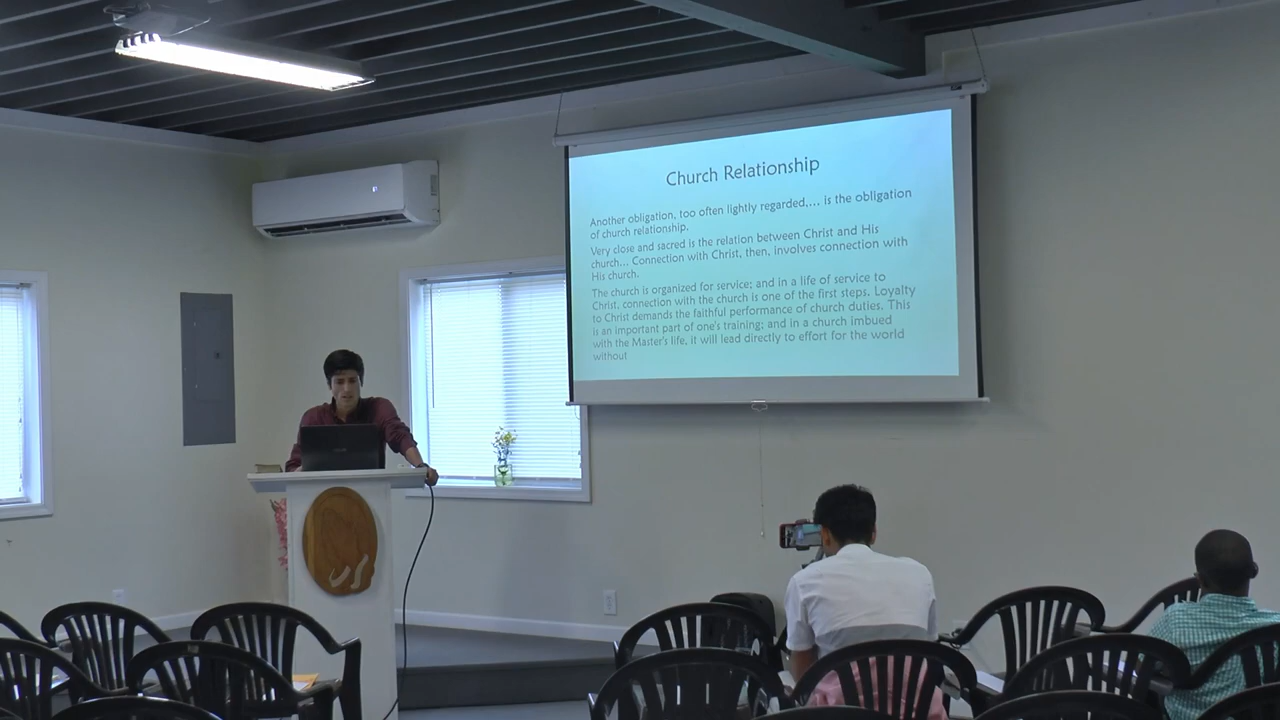 Church Relationship
Another obligation, too often lightly regarded,... is the obligation
of church relationship.
Very close and sacred is the relation between Christ and His
church... Connection with Christ, then, involves connection with
His church.
The church is organized for service; and in a life of service to
Christ, connection with the church is one of the first steps. Loyalty
to Christ demands the faithful performance of church duties. This
is an important part of one's training; and in a church imbued
with the Master's life, it will lead directly to effort for the world
without